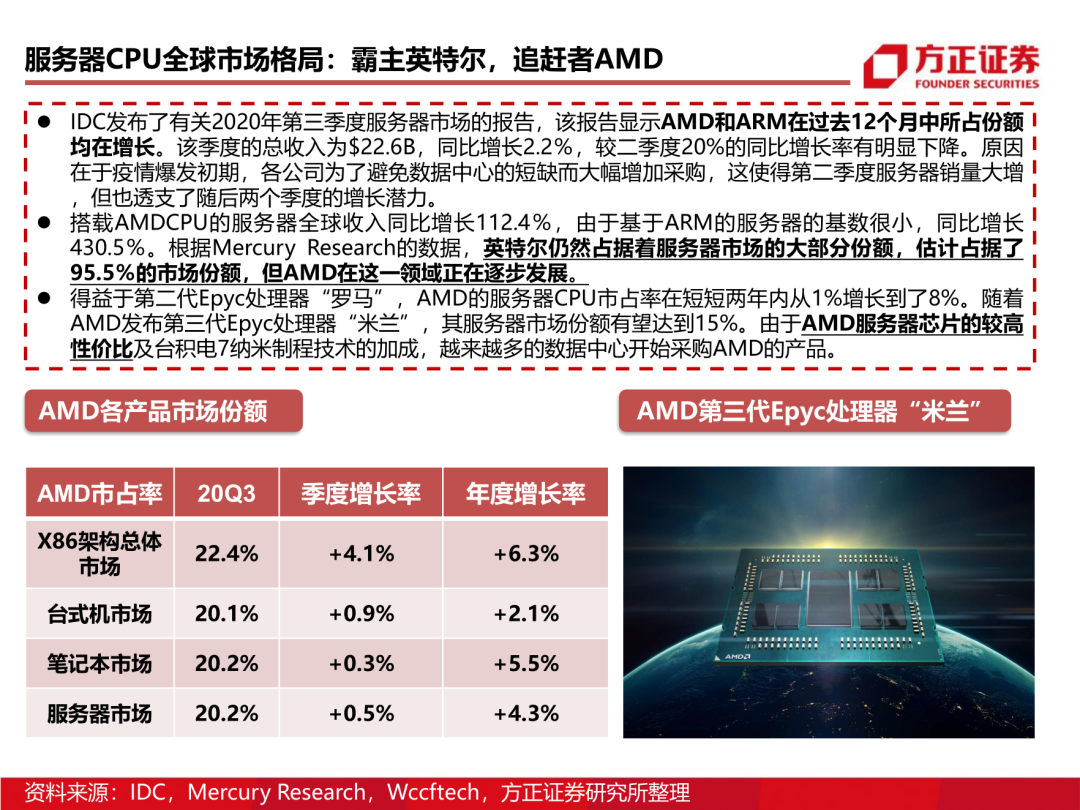 服务器CPU全球市场格局：霸主英特尔，追赶者AMD
方正证券
FOUNDER SECURITIES
● IDC发布了有关2020年第三季度服务器市场的报告，该报告显示AMD和ARM在过去12个月中所占份额
均在增长。该季度的总收入为$22.6B，同比增长2.2%，较二季度20%的同比增长率有明显下降。原因
在于疫情爆发初期，各公司为了避免数据中心的短缺而大幅增加采购，这使得第二季度服务器销量大增
，但也透支了随后两个季度的增长潜力。
● 搭载AMDCPU的服务器全球收入同比增长112.4%，由于基于ARM的服务器的基数很小，同比增长
430.5%。根据Mercury Research的数据，英特尔仍然占据着服务器市场的大部分份额，估计占据了
95.5%的市场份额，但AMD在这一领域正在逐步发展。
● 得益于第二代Epyc处理器“罗马”，AMD的服务器CPU市占率在短短两年内从1%增长到了8%。随着
AMD发布第三代Epyc处理器“米兰”，其服务器市场份额有望达到15%。由于AMD服务器芯片的较高
性价比及台积电7纳米制程技术的加成，越来越多的数据中心开始采购AMD的产品。
AMD各产品市场份额
AMD第三代Epyc处理器“米兰”
AMD市占率 20Q3 季度增长率 年度增长率
X86架构总体
市场 22.4% +4.1% +6.3%
台式机市场 20.1% +0.9% +2.1%
笔记本市场 20.2% +0.3% +5.5%
服务器市场 20.2% +0.5% +4.3%
AMD
资料来源：IDC，Mercury Research，Wccftech，方正证券研究所整理